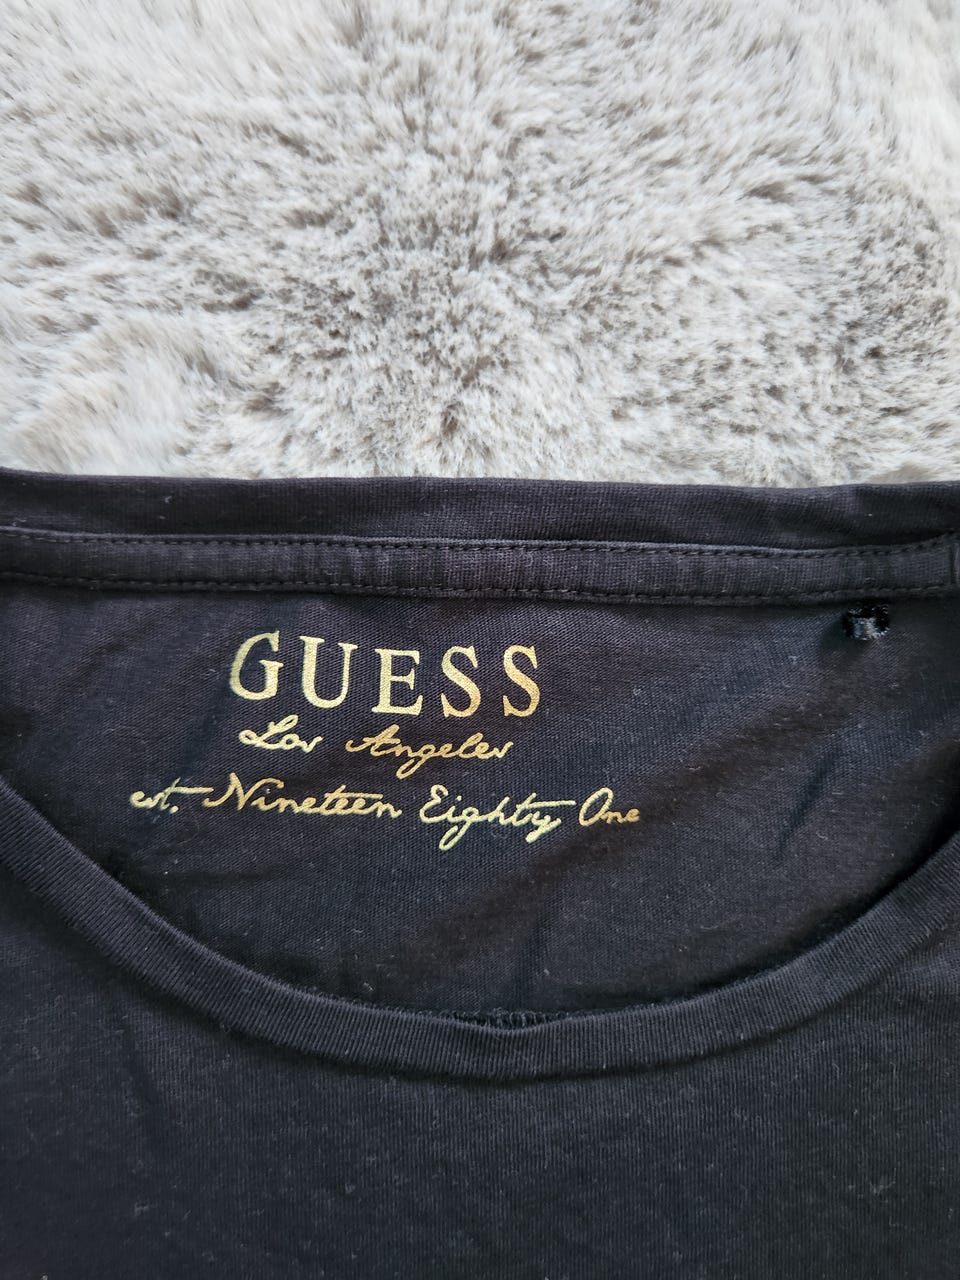 GUESS
Los Angeles
est. Nineteen Eighty One